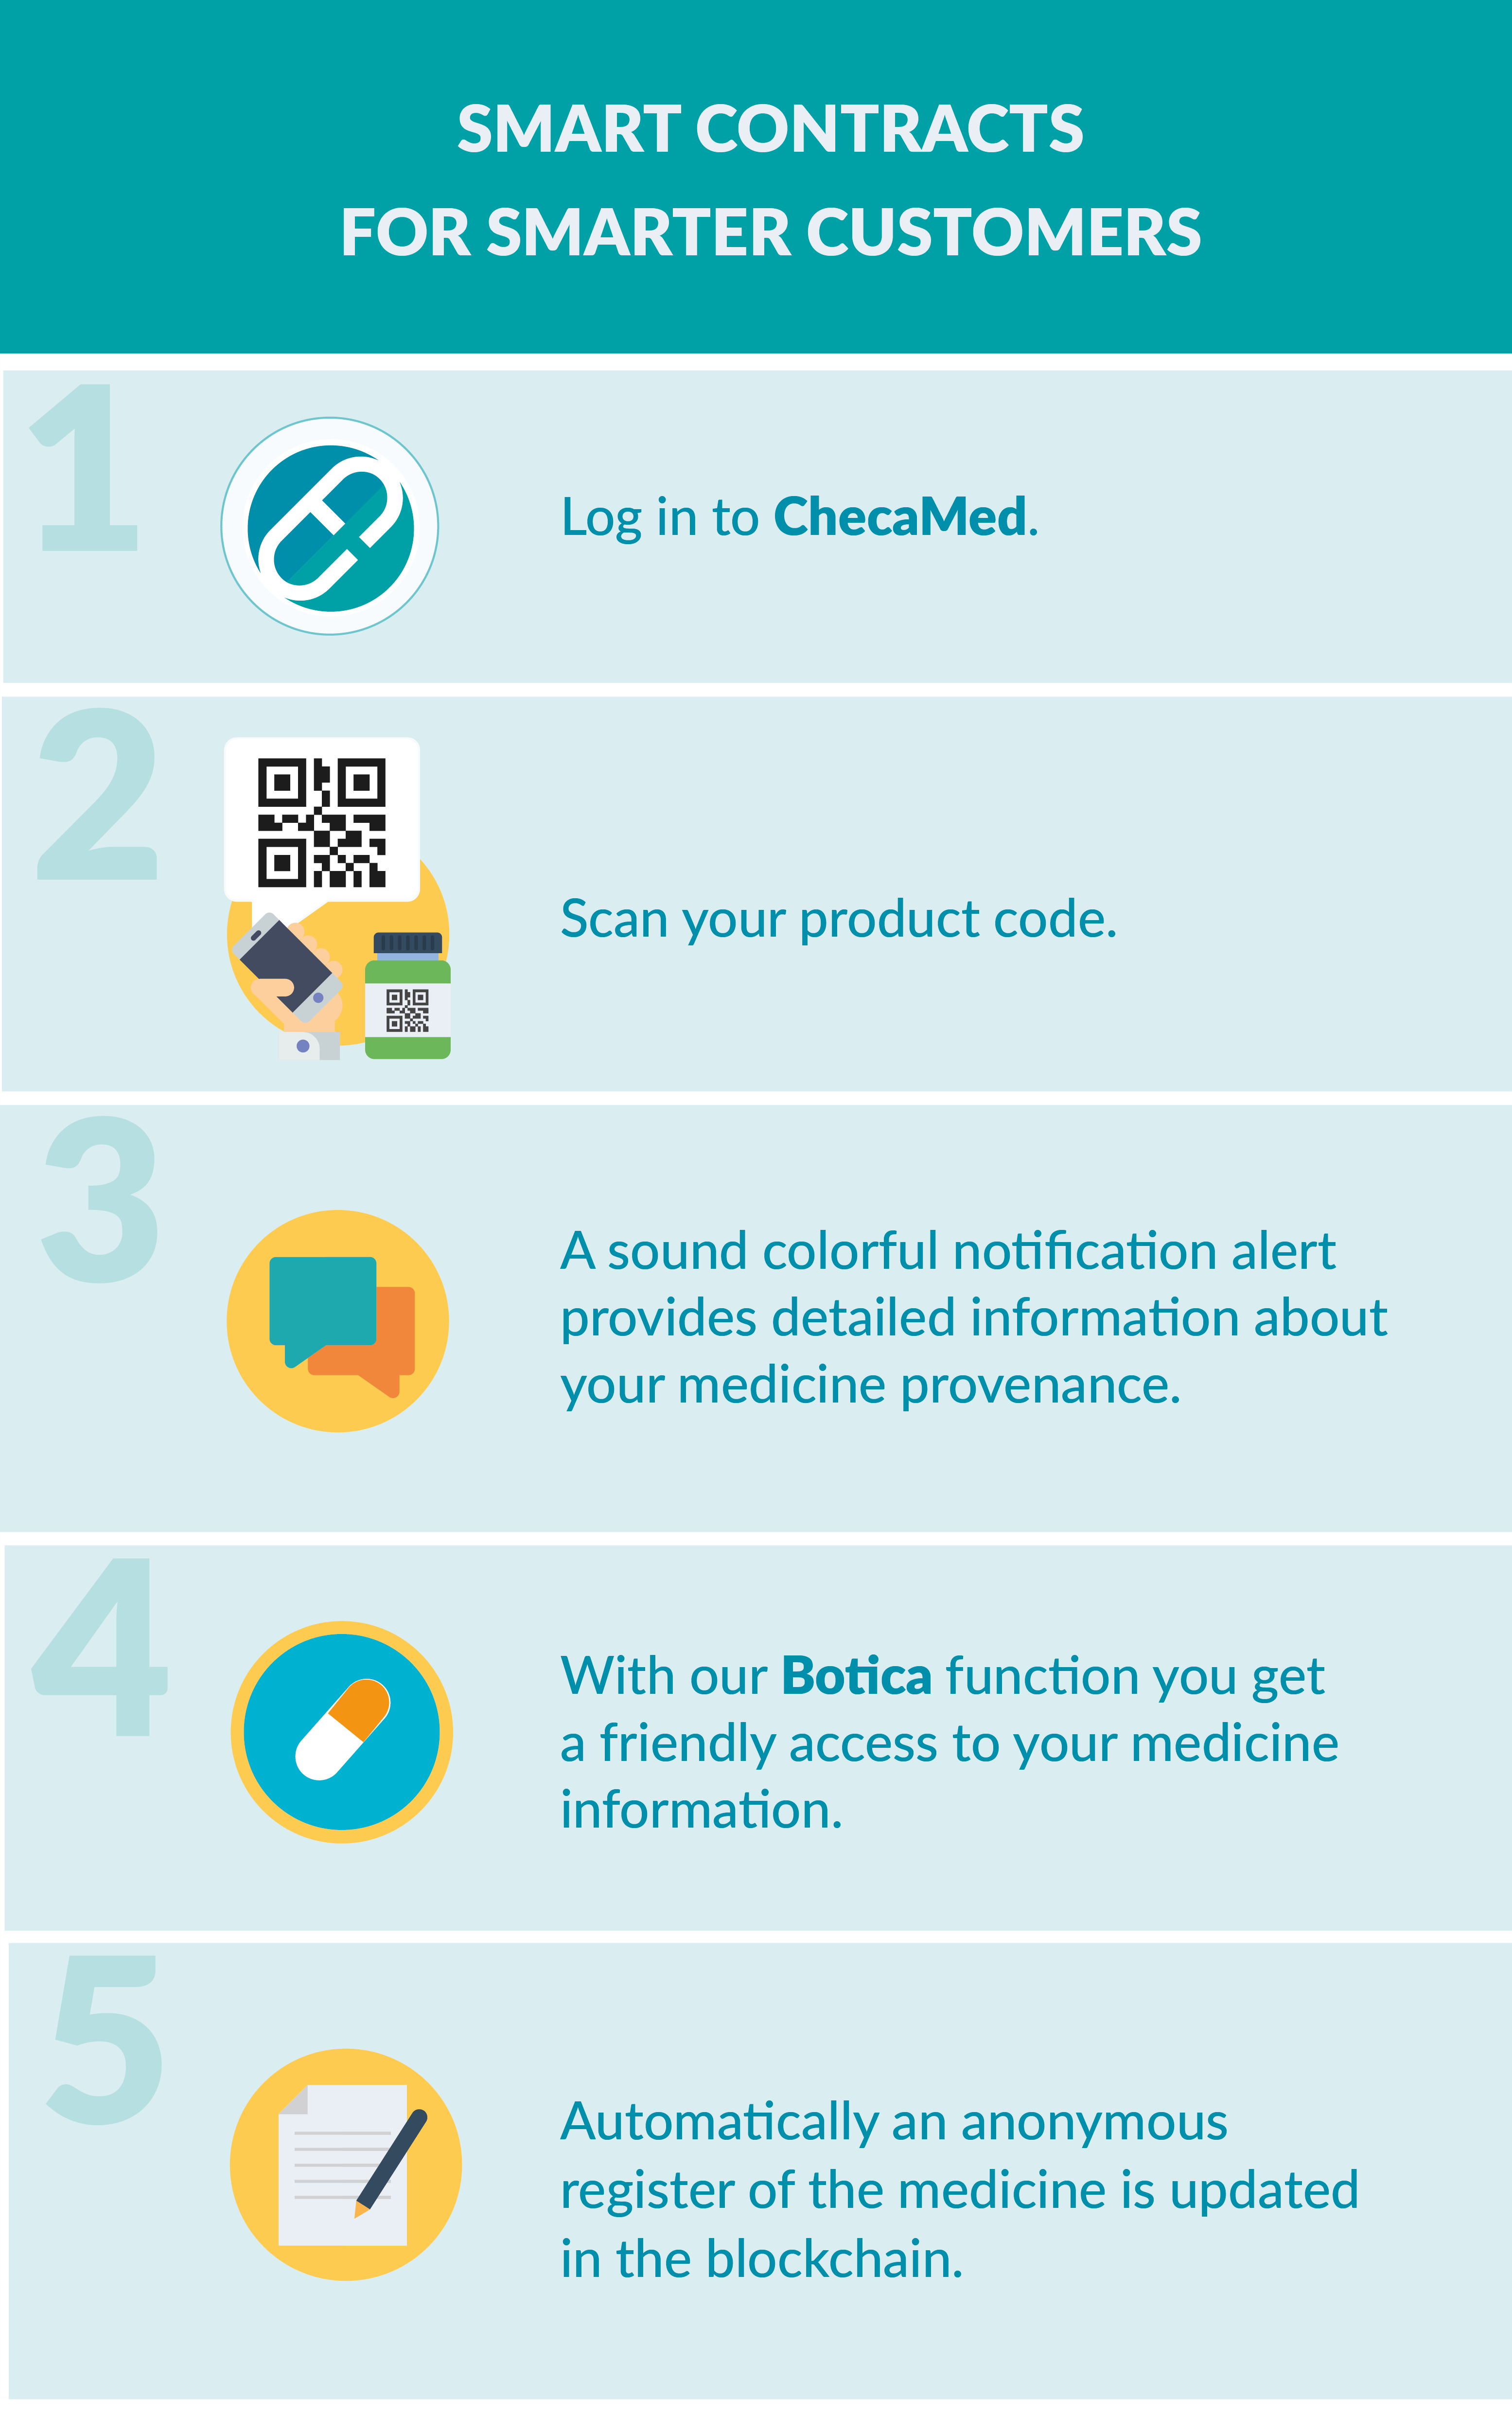 SMART CONTRACTS
FOR SMARTER CUSTOMERS
1
Log in to ChecaMed.
2
Scan your product code.
3
A sound colorful notification alert
provides detailed information about
your medicine provenance.
4
With our Botica function you get
a friendly access to your medicine
information.
5
Automatically an anonymous
register of the medicine is updated
in the blockchain.